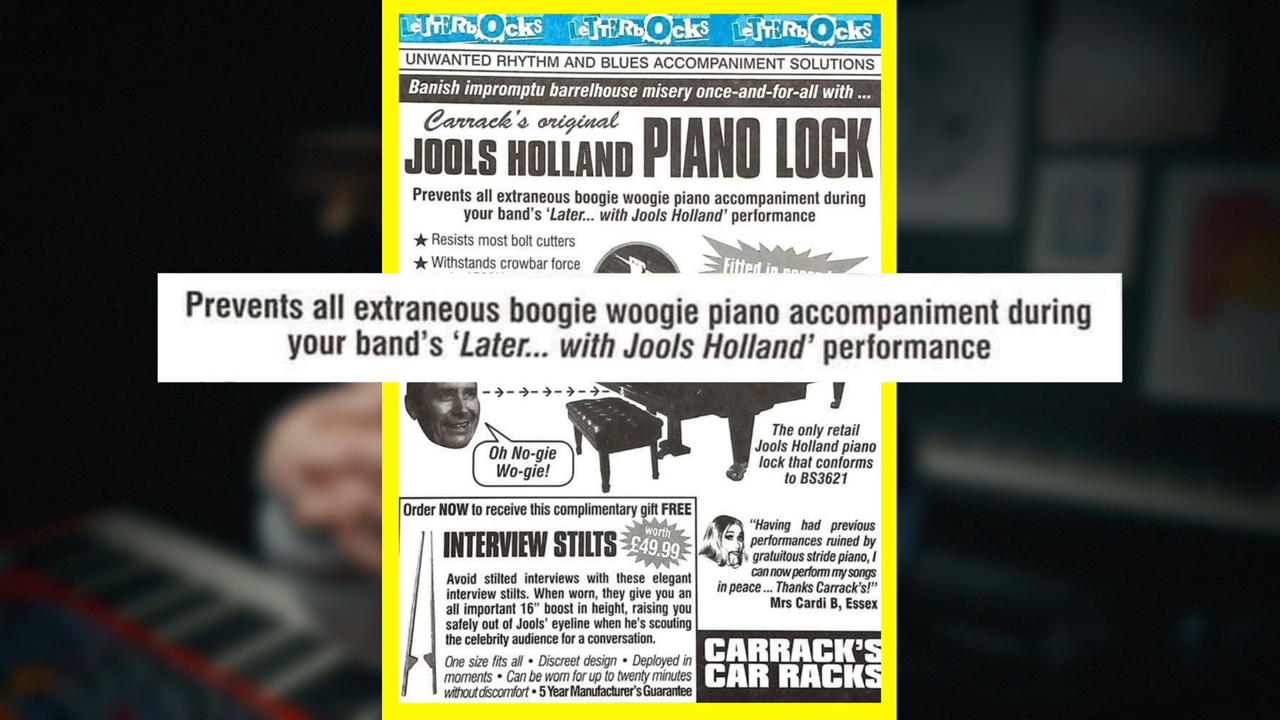 LeTTERbOcks LeTTERbOcks LeTTERbOcks
UNWANTED RHYTHM AND BLUES ACCOMPANIMENT SOLUTIONS
Banish impromptu barrelhouse misery once-and-for-all with ...
Carrack's original
JOOLS HOLLAND PIANO LOCK
Prevents all extraneous boogie woogie piano accompaniment during
your band's 'Later... with Jools Holland' performance
★ Resists most bolt cutters
★ Withstands crowbar force
Fitted in
Prevents all extraneous boogie woogie piano accompaniment during
your band's 'Later... with Jools Holland' performance
Oh No-gie
Wo-gie!
The only retail
Jools Holland piano
lock that conforms
to BS3621
Order NOW to receive this complimentary gift FREE
INTERVIEW STILTS
worth
£49.99
Avoid stilted interviews with these elegant
interview stilts. When worn, they give you an
all important 16" boost in height, raising you
safely out of Jools' eyeline when he's scouting
the celebrity audience for a conversation.
One size fits all • Discreet design • Deployed in
moments • Can be worn for up to twenty minutes
without discomfort • 5 Year Manufacturer's Guarantee
"Having had previous
performances ruined by
gratuitous stride piano, I
can now perform my songs
in peace ... Thanks Carrack's!"
Mrs Cardi B, Essex
CARRACK'S
CAR RACKS